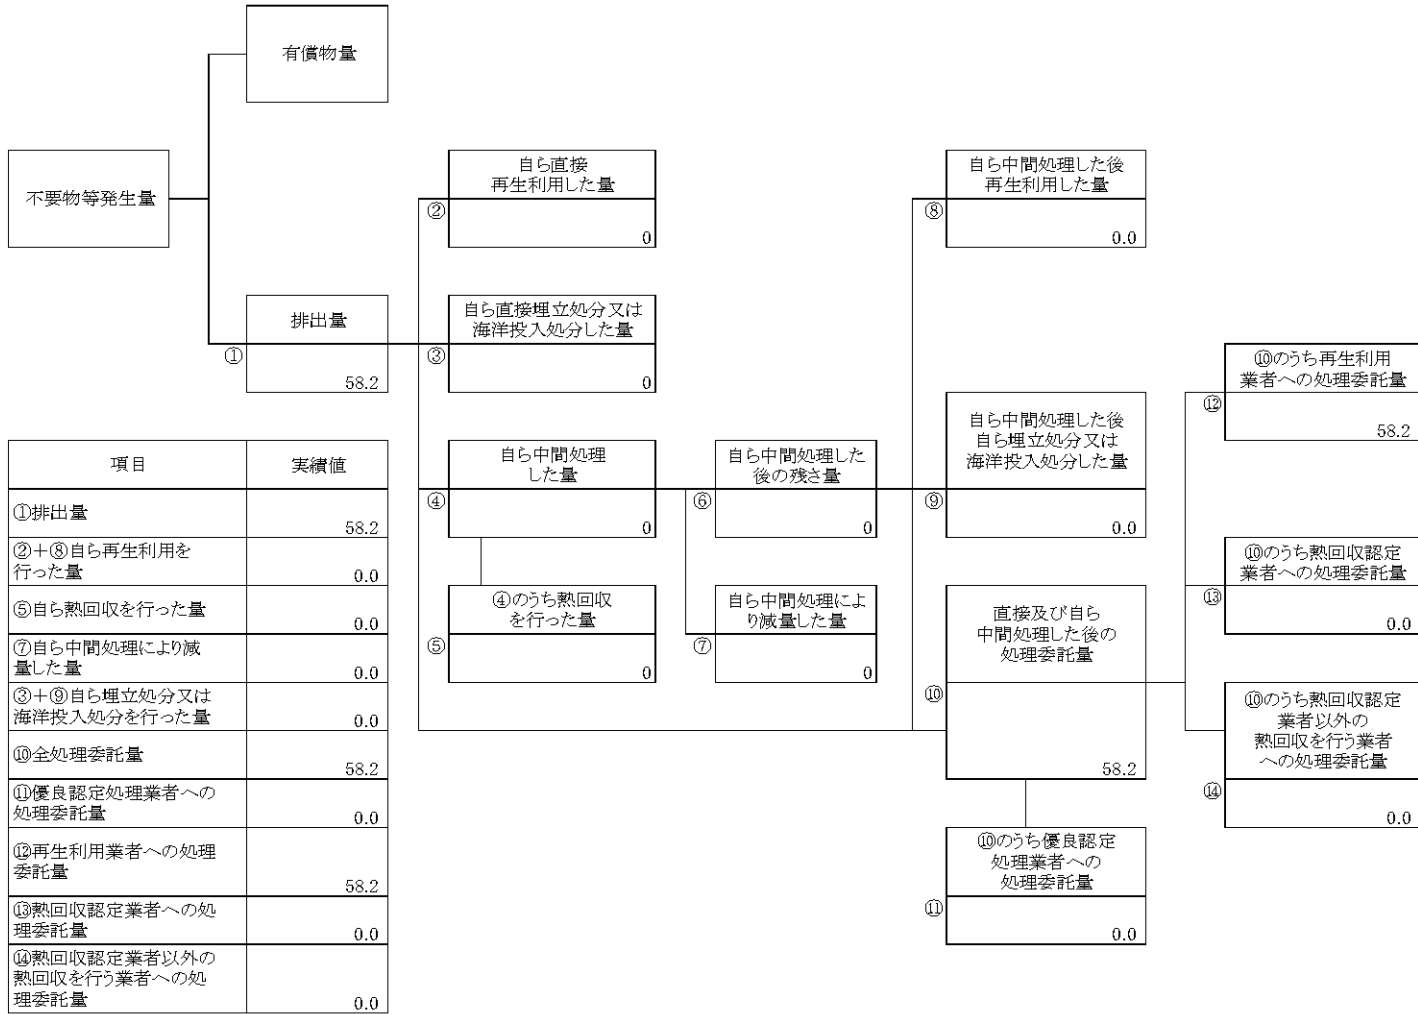 有償物量
不要物等発生量
自ら直接
再生利用した量
②
0
自ら中間処理した後
再生利用した量
⑧
0.0
排出量
①
58.2
自ら直接埋立処分又は
海洋投入処分した量
③
0
⑩のうち再生利用
業者への処理委託量
⑫
58.2
自ら中間処理した後
自ら埋立処分又は
海洋投入処分した量
⑨
0.0
自ら中間処理
した量
④
0
自ら中間処理した
後の残さ量
⑥
0
⑩のうち熱回収認定
業者への処理委託量
⑬
0.0
④のうち熱回収
を行った量
⑤
0
自ら中間処理によ
り減量した量
⑦
0
直接及び自ら
中間処理した後の
処理委託量
⑩
58.2
⑩のうち熱回収認定
業者以外の
熱回収を行う業者
への処理委託量
⑭
0.0
⑩のうち優良認定
処理業者への
処理委託量
⑪
0.0
項目
実績値
①排出量
58.2
②+⑧自ら再生利用を
行った量
0.0
⑤自ら熱回収を行った量
0.0
⑦自ら中間処理により減
量した量
0.0
③+⑨自ら埋立処分又は
海洋投入処分を行った量
0.0
⑩全処理委託量
58.2
⑪優良認定処理業者への
処理委託量
0.0
⑫再生利用業者への処理
委託量
58.2
⑬熱回収認定業者への処
理委託量
0.0
⑭熱回収認定業者以外の
熱回収を行う業者への処
理委託量
0.0